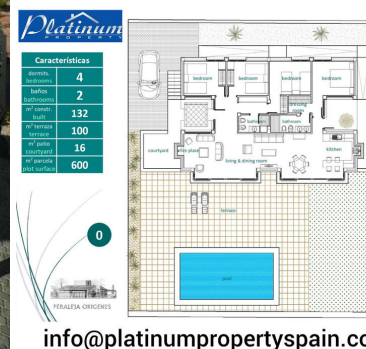 Platinum
PROPERTY
Características
dormits.
bedrooms
4
baños
bathrooms
2
m² constr.
built
132
m² terraza
terrace
100
m² patio
courtyard
16
m² parcela
plot surface
600
0
PERALEJA ORIGENES
bedroom
bedroom
bedroom
bedroom
dressing
room
bathroom
bathroom
courtyard
fire place
living & dining room
kitchen
terrace
pool
info@platinumpropertyspain.co